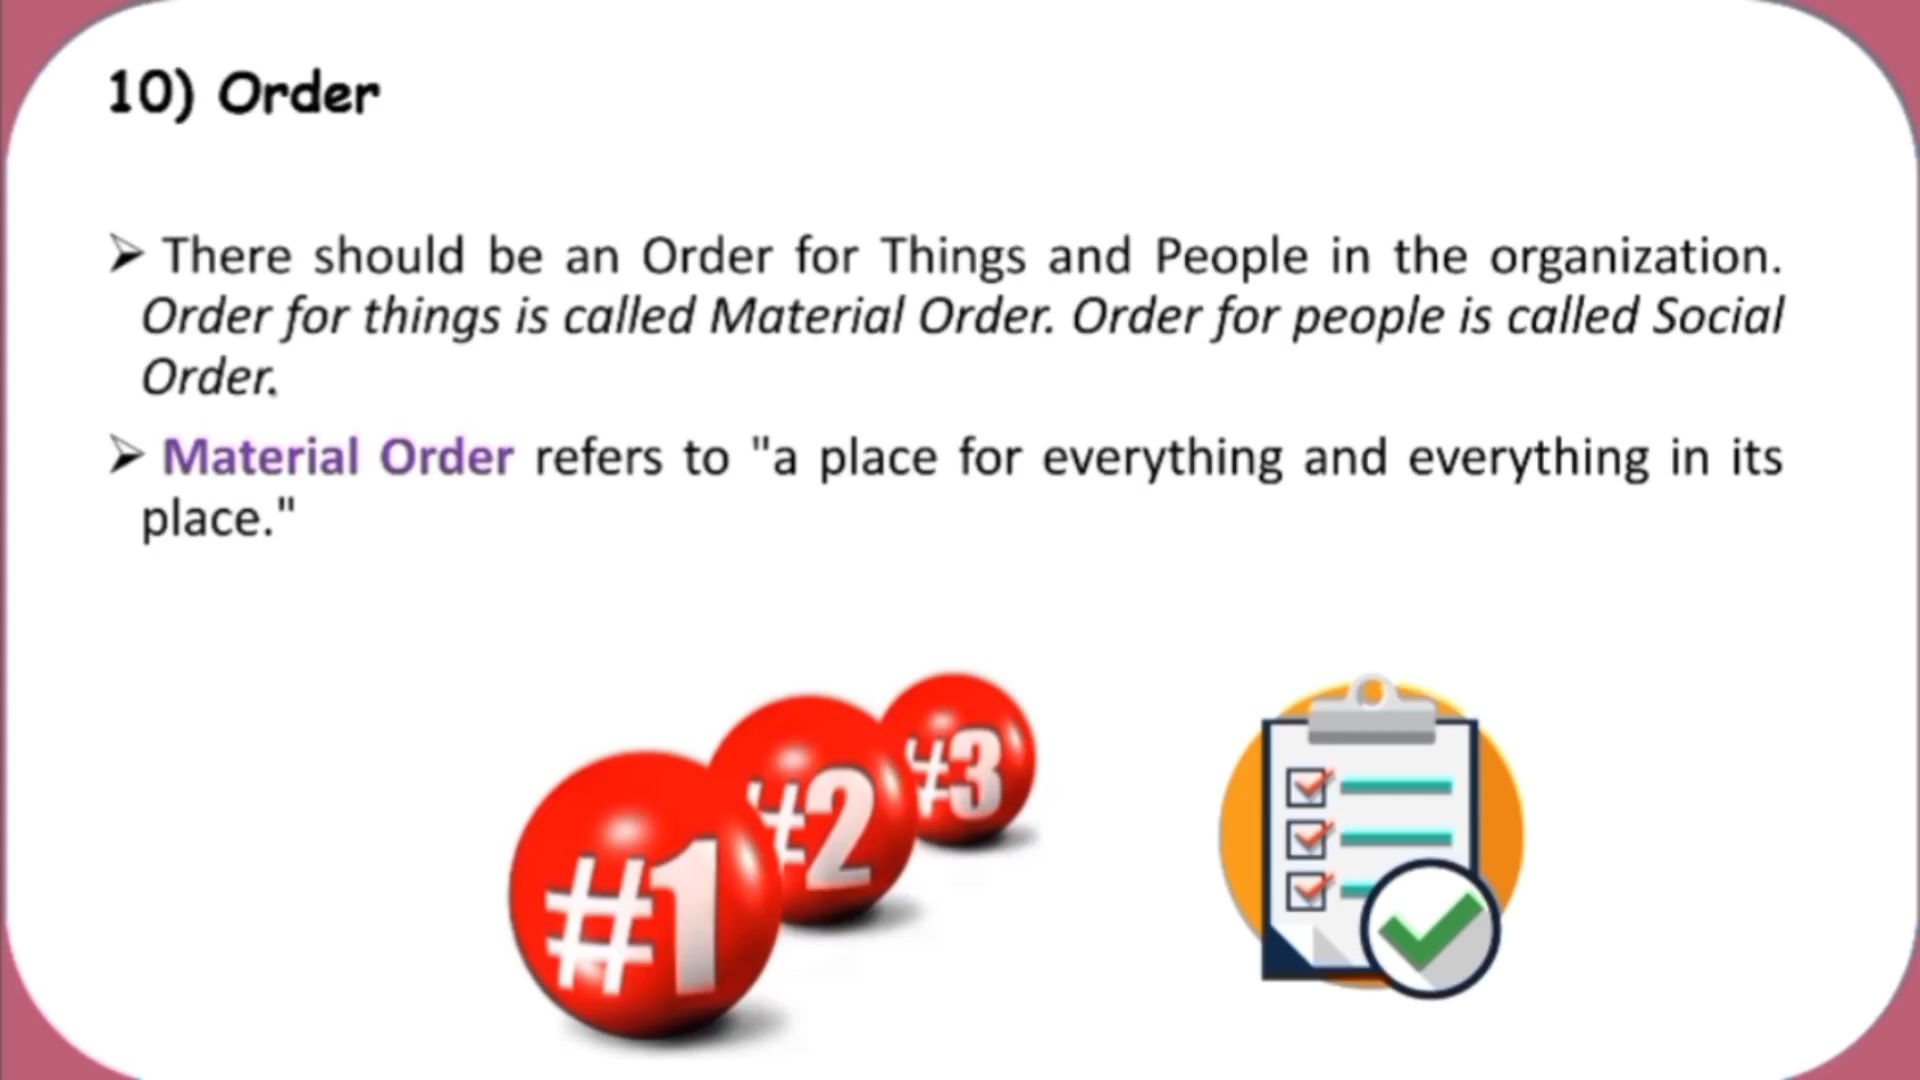 10) Order
➤ There should be an Order for Things and People in the organization.
Order for things is called Material Order. Order for people is called Social
Order.
➤ Material Order refers to "a place for everything and everything in its
place."
#1
#2
#3